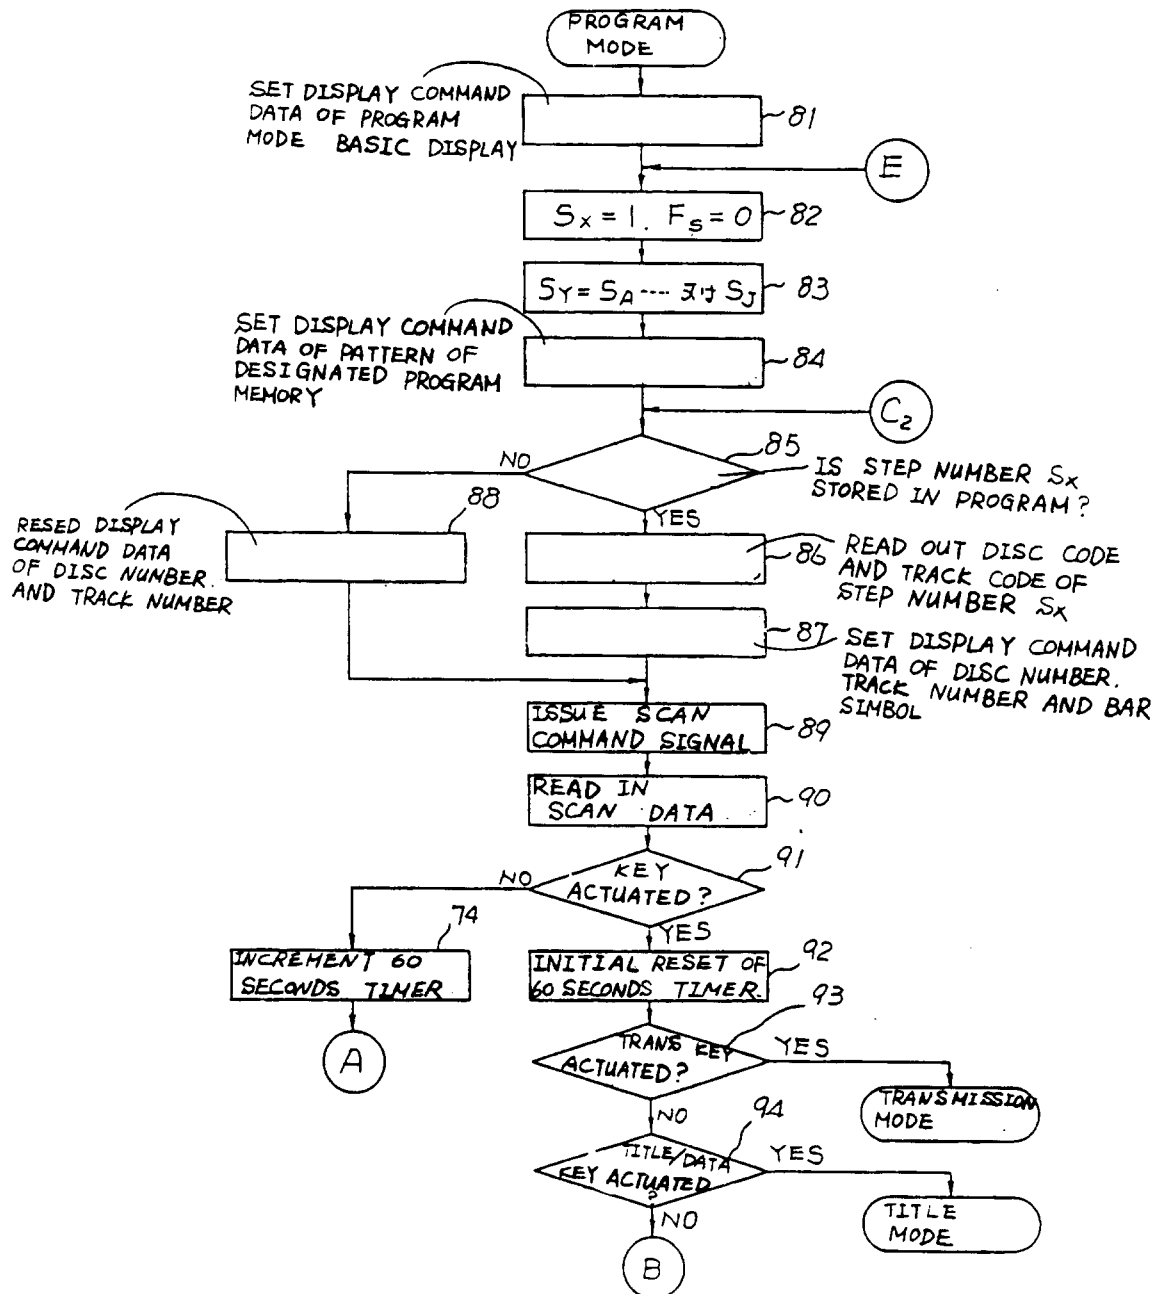 PROGRAM
MODE
SET DISPLAY COMMAND
DATA OF PROGRAM
MODE BASIC DISPLAY
81
E
Sx = 1. Fs = 0
82
SY = SA ---- 又は SJ
83
SET DISPLAY COMMAND
DATA OF PATTERN OF
DESIGNATED PROGRAM
MEMORY
84
C2
85
NO
IS STEP NUMBER Sx
STORED IN PROGRAM?
YES
88
RESED DISPLAY
COMMAND DATA
OF DISC NUMBER.
AND TRACK NUMBER
86
READ OUT DISC CODE
AND TRACK CODE OF
STEP NUMBER Sx
87
SET DISPLAY COMMAND
DATA OF DISC NUMBER.
TRACK NUMBER AND BAR
SIMBOL
ISSUE SCAN
COMMAND SIGNAL
89
READ IN
SCAN DATA
90
91
KEY
ACTUATED?
NO
YES
74
INCREMENT 60
SECONDS TIMER
A
INITIAL RESET OF
60 SECONDS TIMER.
92
93
TRANS KEY
ACTUATED?
YES
TRANSMISSION
MODE
NO
94
TITLE/DATA
KEY ACTUATED
?
YES
TITLE
MODE
NO
B